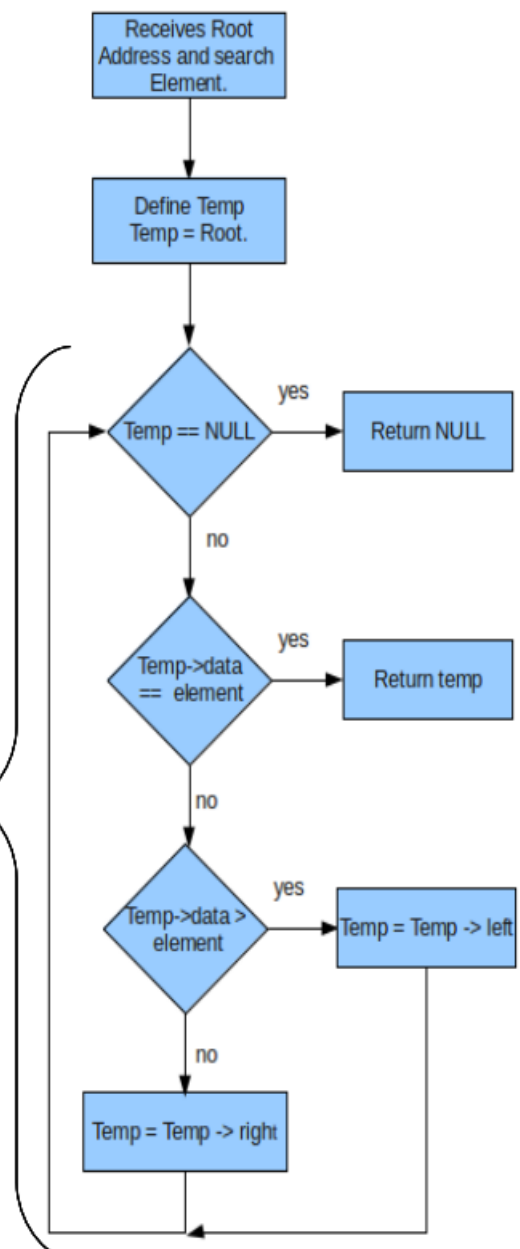 Receives Root
Address and search
Element.
Define Temp
Temp = Root.
Temp == NULL
yes
Return NULL
no
Temp->data
== element
yes
Return temp
no
Temp->data >
element
yes
Temp = Temp -> left
no
Temp = Temp -> right